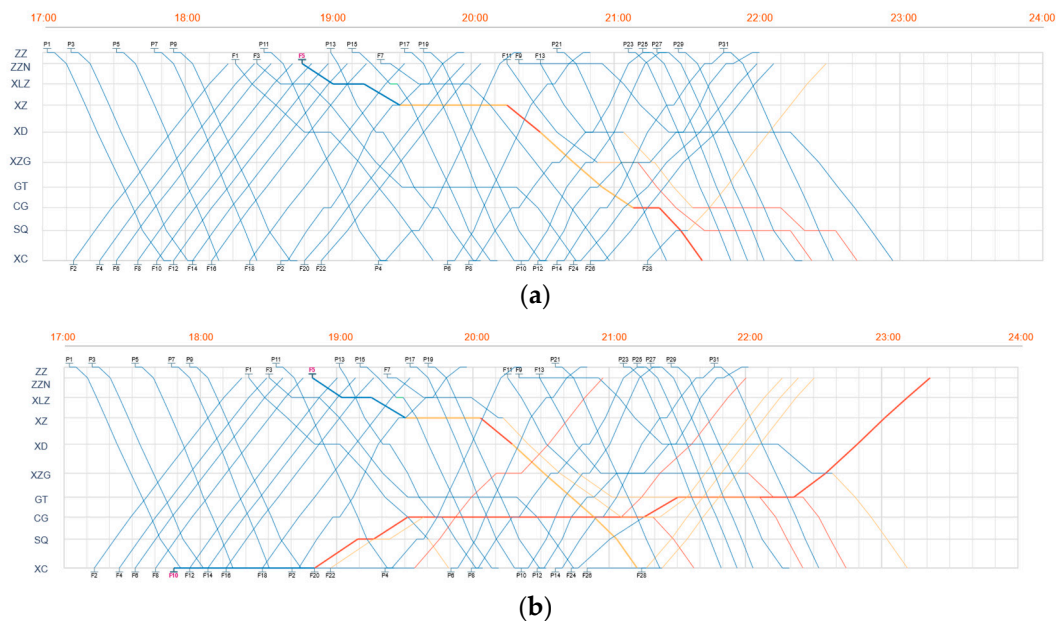 17:00 18:00 19:00 20:00 21:00 22:00 23:00 24:00
P1 P3 P5 P7 P9 P11 P13 P15 P17 P19 P21 P23 P25 P27 P29 P31
F1 F3 F5 F7 F11 F9 F13
ZZ
ZZN
XLZ
XZ
XD
XZG
GT
CG
SQ
XC
F2 F4 F6 F8 F10 F12 F14 F16 F18 P2 F20 F22 P4 P6 P8 P10 P12 P14 F24 F26 F28
(a)
17:00 18:00 19:00 20:00 21:00 22:00 23:00 24:00
P1 P3 P5 P7 P9 P11 P13 P15 P17 P19 P21 P23 P25 P27 P29 P31
F1 F3 F5 F7 F11 F9 F13
ZZ
ZZN
XLZ
XZ
XD
XZG
GT
CG
SQ
XC
F2 F4 F6 F8 F10 F12 F14 F16 F18 P2 F20 F22 P4 P6 P8 P10 P12 P14 F24 F26 F28
(b)